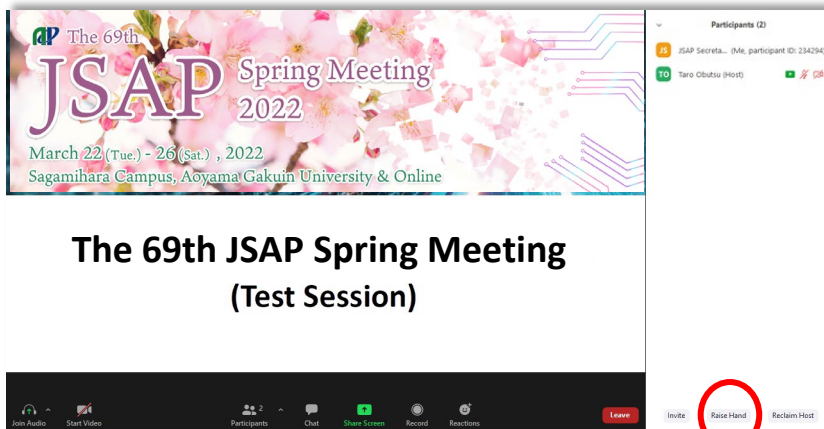 The 69th
JSAP
Spring Meeting
2022
March 22 (Tue.) - 26 (Sat.) , 2022
Sagamihara Campus, Aoyama Gakuin University & Online
The 69th JSAP Spring Meeting
(Test Session)
Participants (2)
JS JSAP Secreta... (Me, participant ID: 234294)
TO Taro Obutsu (Host)
Join Audio Start Video Participants 2 Chat Share Screen Record Reactions Leave
Invite Raise Hand Reclaim Host